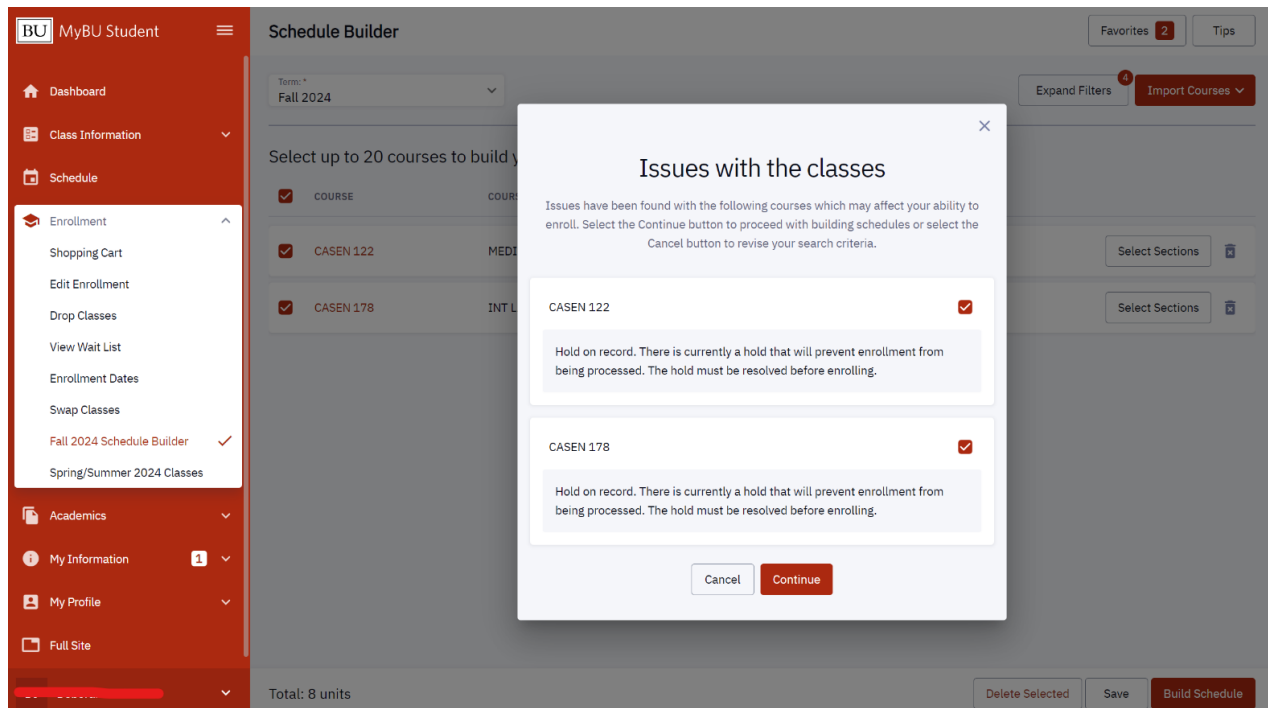 BU MyBU Student
Dashboard
Class Information
Schedule
Enrollment
Shopping Cart
Edit Enrollment
Drop Classes
View Wait List
Enrollment Dates
Swap Classes
Fall 2024 Schedule Builder
Spring/Summer 2024 Classes
Academics
My Information 1
My Profile
Full Site
Schedule Builder
Favorites 2 Tips
Term: *
Fall 2024
Expand Filters 4 Import Courses
Select up to 20 courses to build
COURSE
CASEN 122 Select Sections
CASEN 178 Select Sections
Issues with the classes
Issues have been found with the following courses which may affect your ability to
enroll. Select the Continue button to proceed with building schedules or select the
Cancel button to revise your search criteria.
CASEN 122
Hold on record. There is currently a hold that will prevent enrollment from
being processed. The hold must be resolved before enrolling.
CASEN 178
Hold on record. There is currently a hold that will prevent enrollment from
being processed. The hold must be resolved before enrolling.
Cancel Continue
Total: 8 units
Delete Selected Save Build Schedule